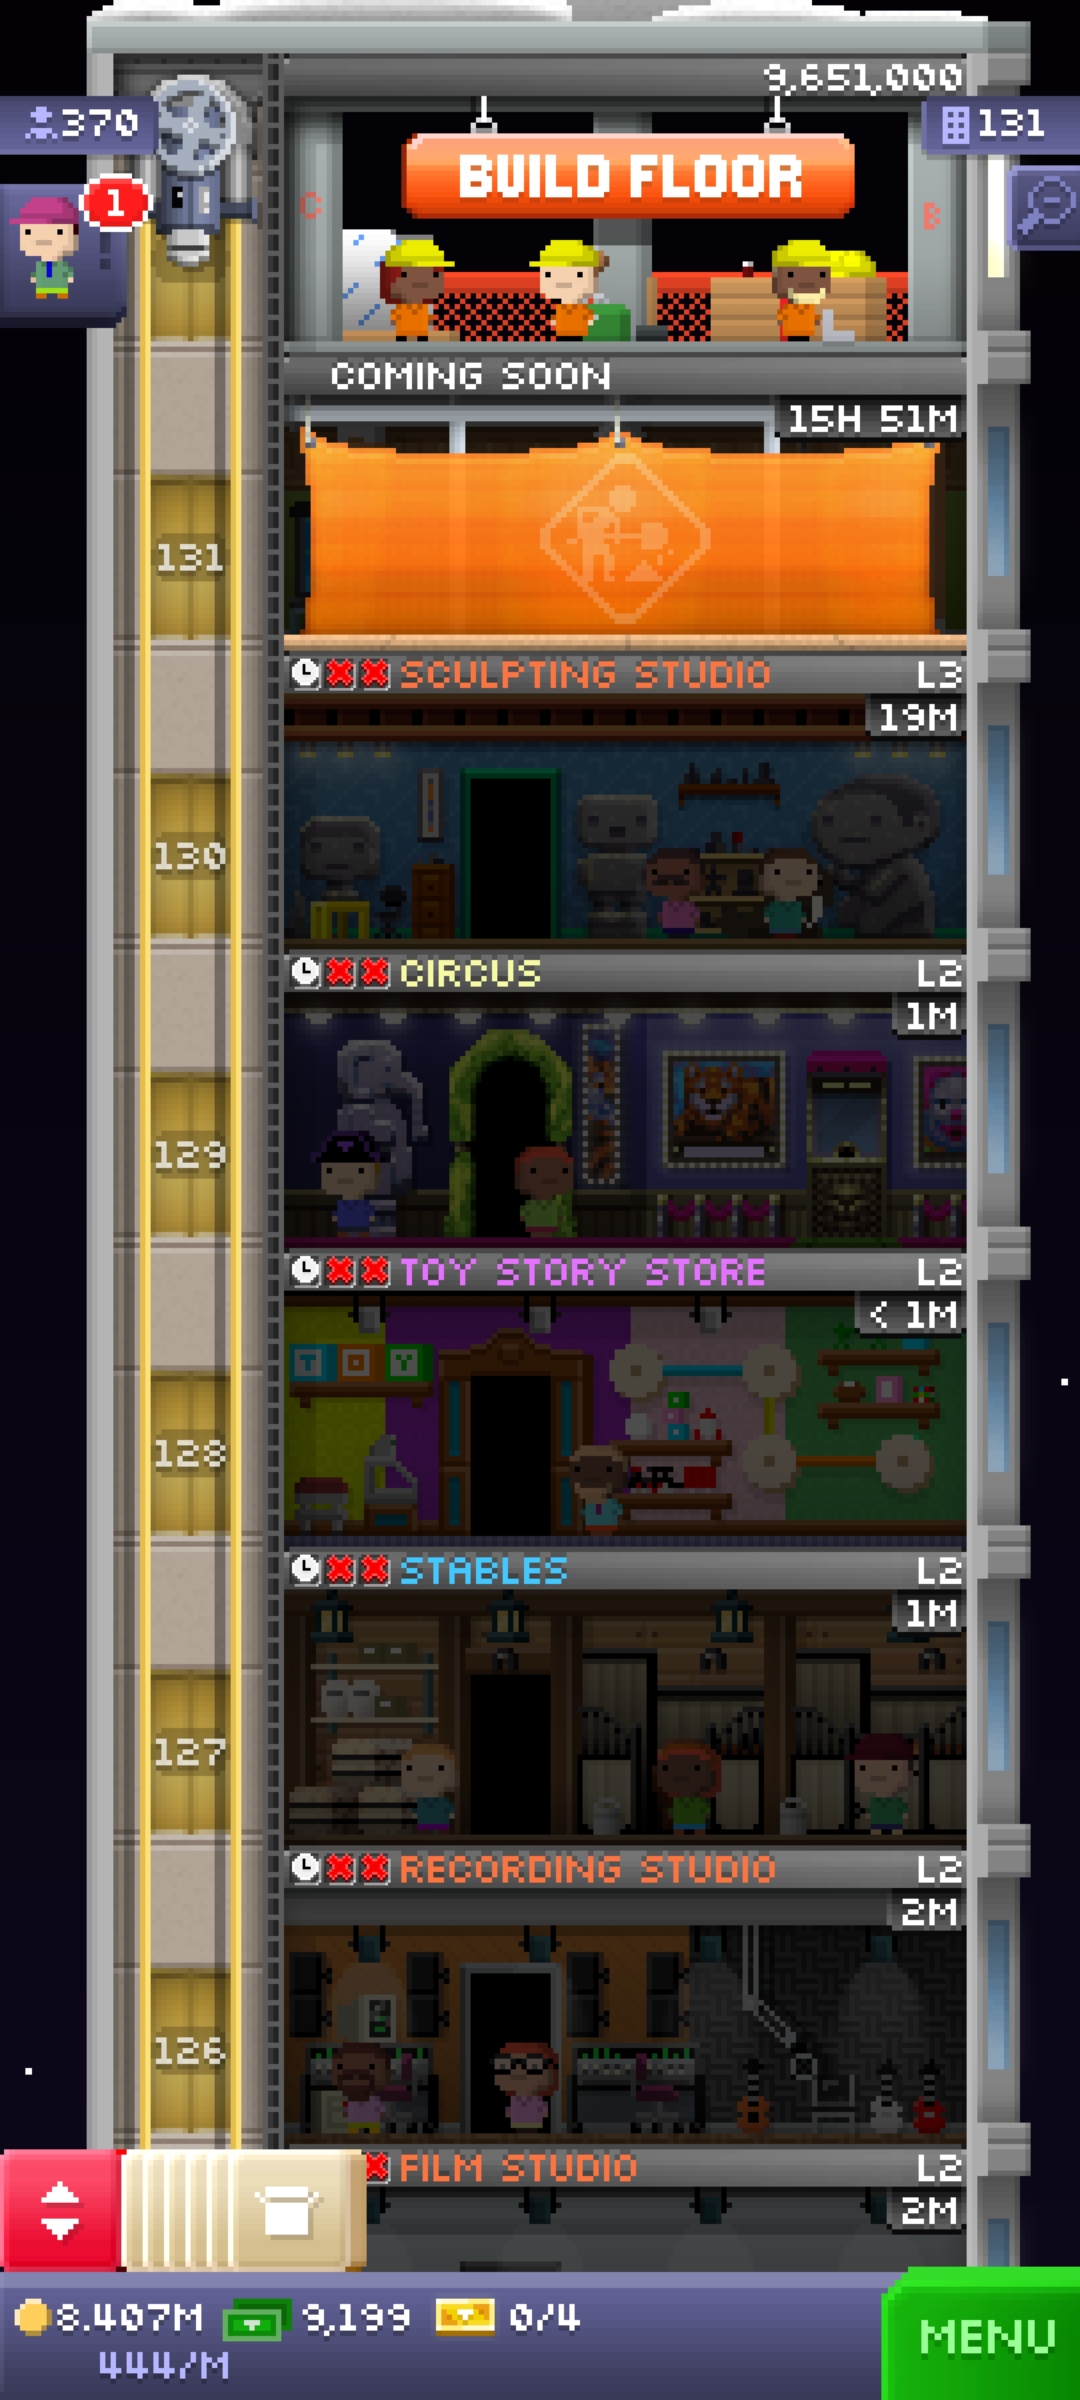 9,651,000
370
131
BUILD FLOOR
1
C
B
COMING SOON
15H 51M
131
SCULPTING STUDIO L3
19M
130
CIRCUS L2
1M
129
TOY STORY STORE L2
< 1M
T O Y
128
STABLES L2
1M
127
RECORDING STUDIO L2
2M
126
FILM STUDIO L2
2M
8.407M 9,199 0/4
444/M
MENU